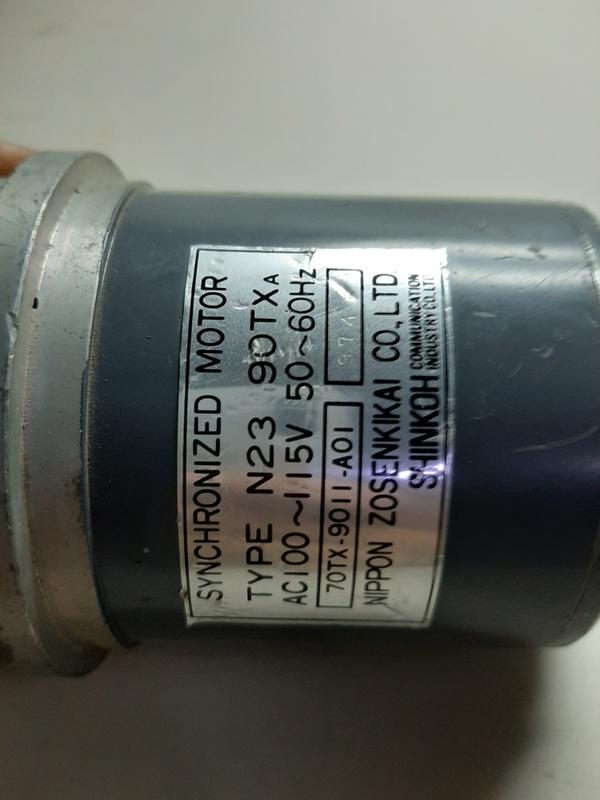 SYNCHRONIZED MOTOR
TYPE N23 90TXA
AC100~115V 50~60Hz
70TX-9011-A01 974
NIPPON ZOSENKIKAI CO.,LTD.
SHINKOH COMMUNICATION
INDUSTRY CO.LTD.